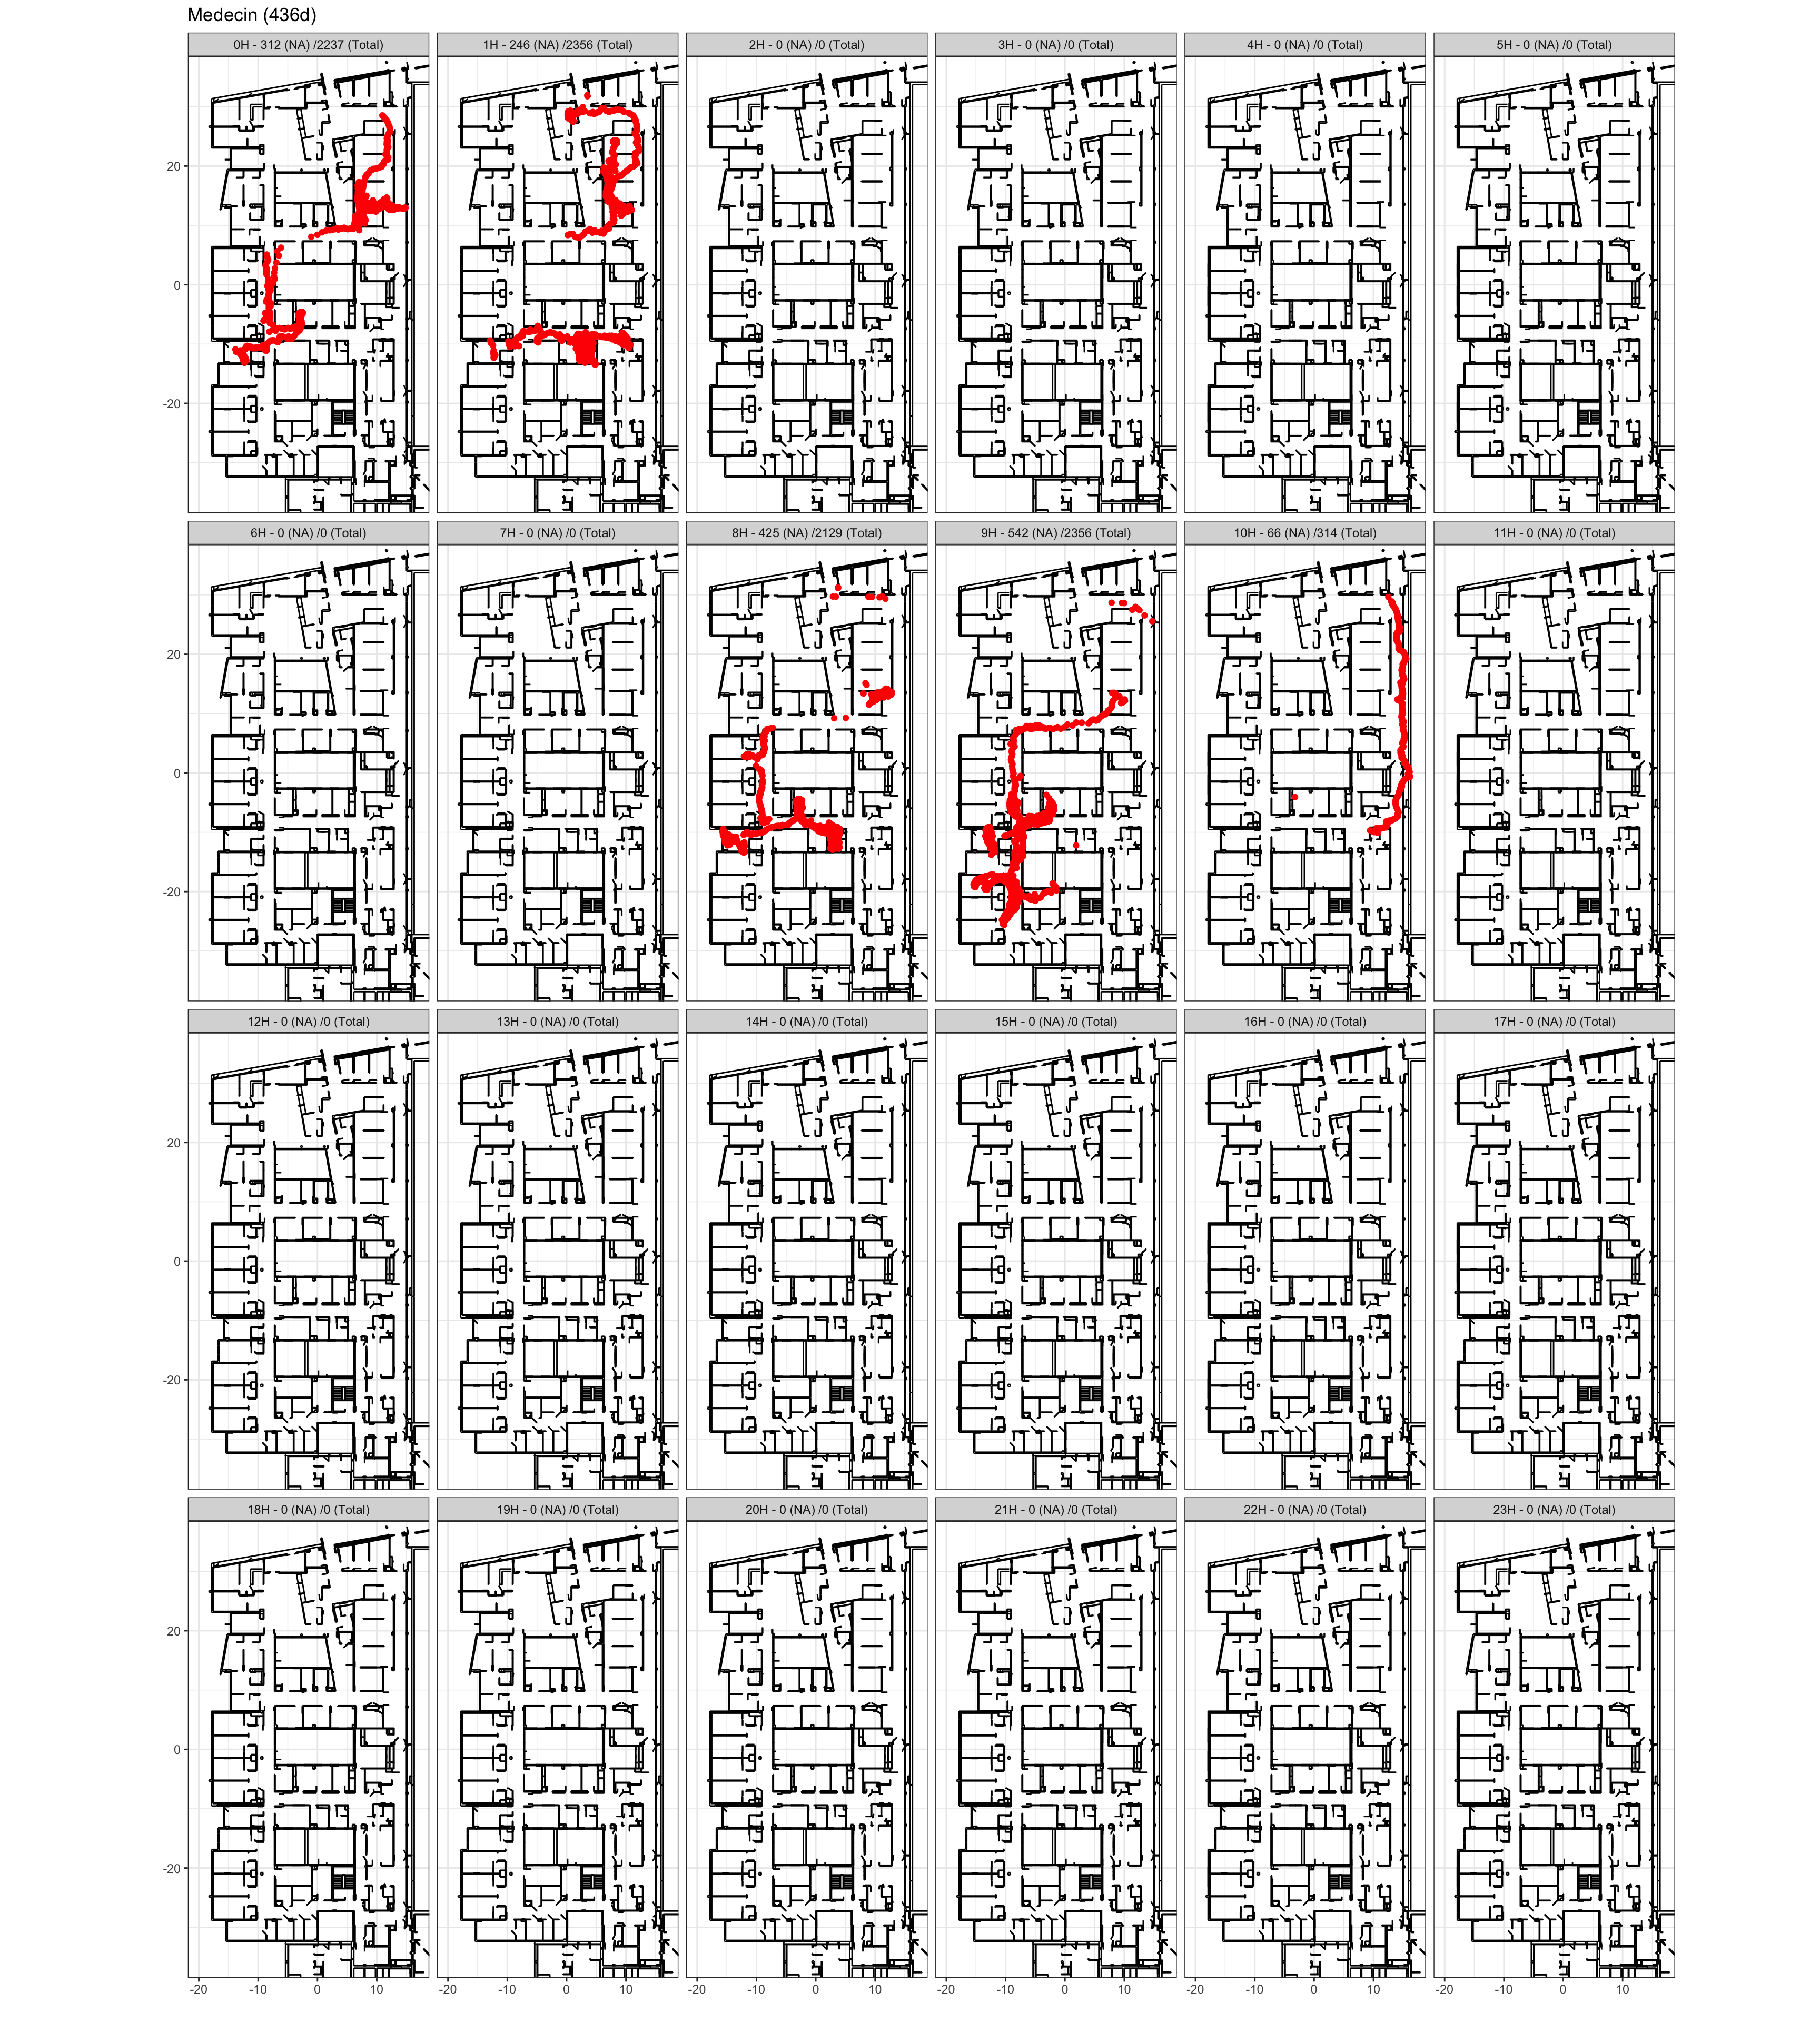 Medecin (436d)
0H - 312 (NA) /2237 (Total)
1H - 246 (NA) /2356 (Total)
2H - 0 (NA) /0 (Total)
3H - 0 (NA) /0 (Total)
4H - 0 (NA) /0 (Total)
5H - 0 (NA) /0 (Total)
20
0
-20
6H - 0 (NA) /0 (Total)
7H - 0 (NA) /0 (Total)
8H - 425 (NA) /2129 (Total)
9H - 542 (NA) /2356 (Total)
10H - 66 (NA) /314 (Total)
11H - 0 (NA) /0 (Total)
20
0
-20
12H - 0 (NA) /0 (Total)
13H - 0 (NA) /0 (Total)
14H - 0 (NA) /0 (Total)
15H - 0 (NA) /0 (Total)
16H - 0 (NA) /0 (Total)
17H - 0 (NA) /0 (Total)
20
0
-20
18H - 0 (NA) /0 (Total)
19H - 0 (NA) /0 (Total)
20H - 0 (NA) /0 (Total)
21H - 0 (NA) /0 (Total)
22H - 0 (NA) /0 (Total)
23H - 0 (NA) /0 (Total)
20
0
-20
-20 -10 0 10
-20 -10 0 10
-20 -10 0 10
-20 -10 0 10
-20 -10 0 10
-20 -10 0 10